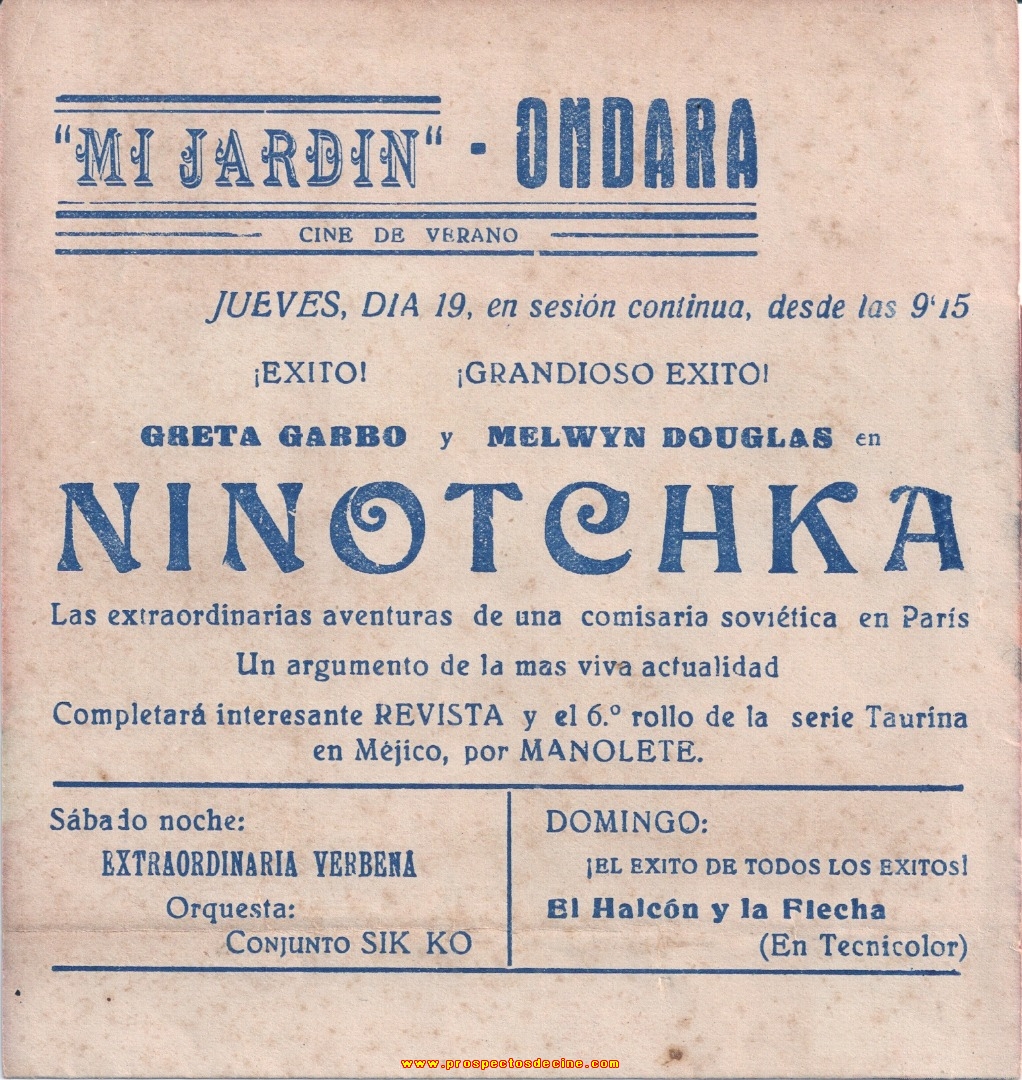 "MI JARDIN" - ONDARA
CINE DE VERANO
JUEVES, DIA 19, en sesión continua, desde las 9'15
¡EXITO! ¡GRANDIOSO EXITO!
GRETA GARBO y MELWYN DOUGLAS en
NINOTCHKA
Las extraordinarias aventuras de una comisaria soviética en París
Un argumento de la mas viva actualidad
Completará interesante REVISTA y el 6.º rollo de la serie Taurina
en Méjico, por MANOLETE.
Sábado noche:
EXTRAORDINARIA VERBENA
Orquesta:
CONJUNTO SIK KO
DOMINGO:
¡EL EXITO DE TODOS LOS EXITOS!
El Halcón y la Flecha
(En Tecnicolor)
www.prospectosdecine.com